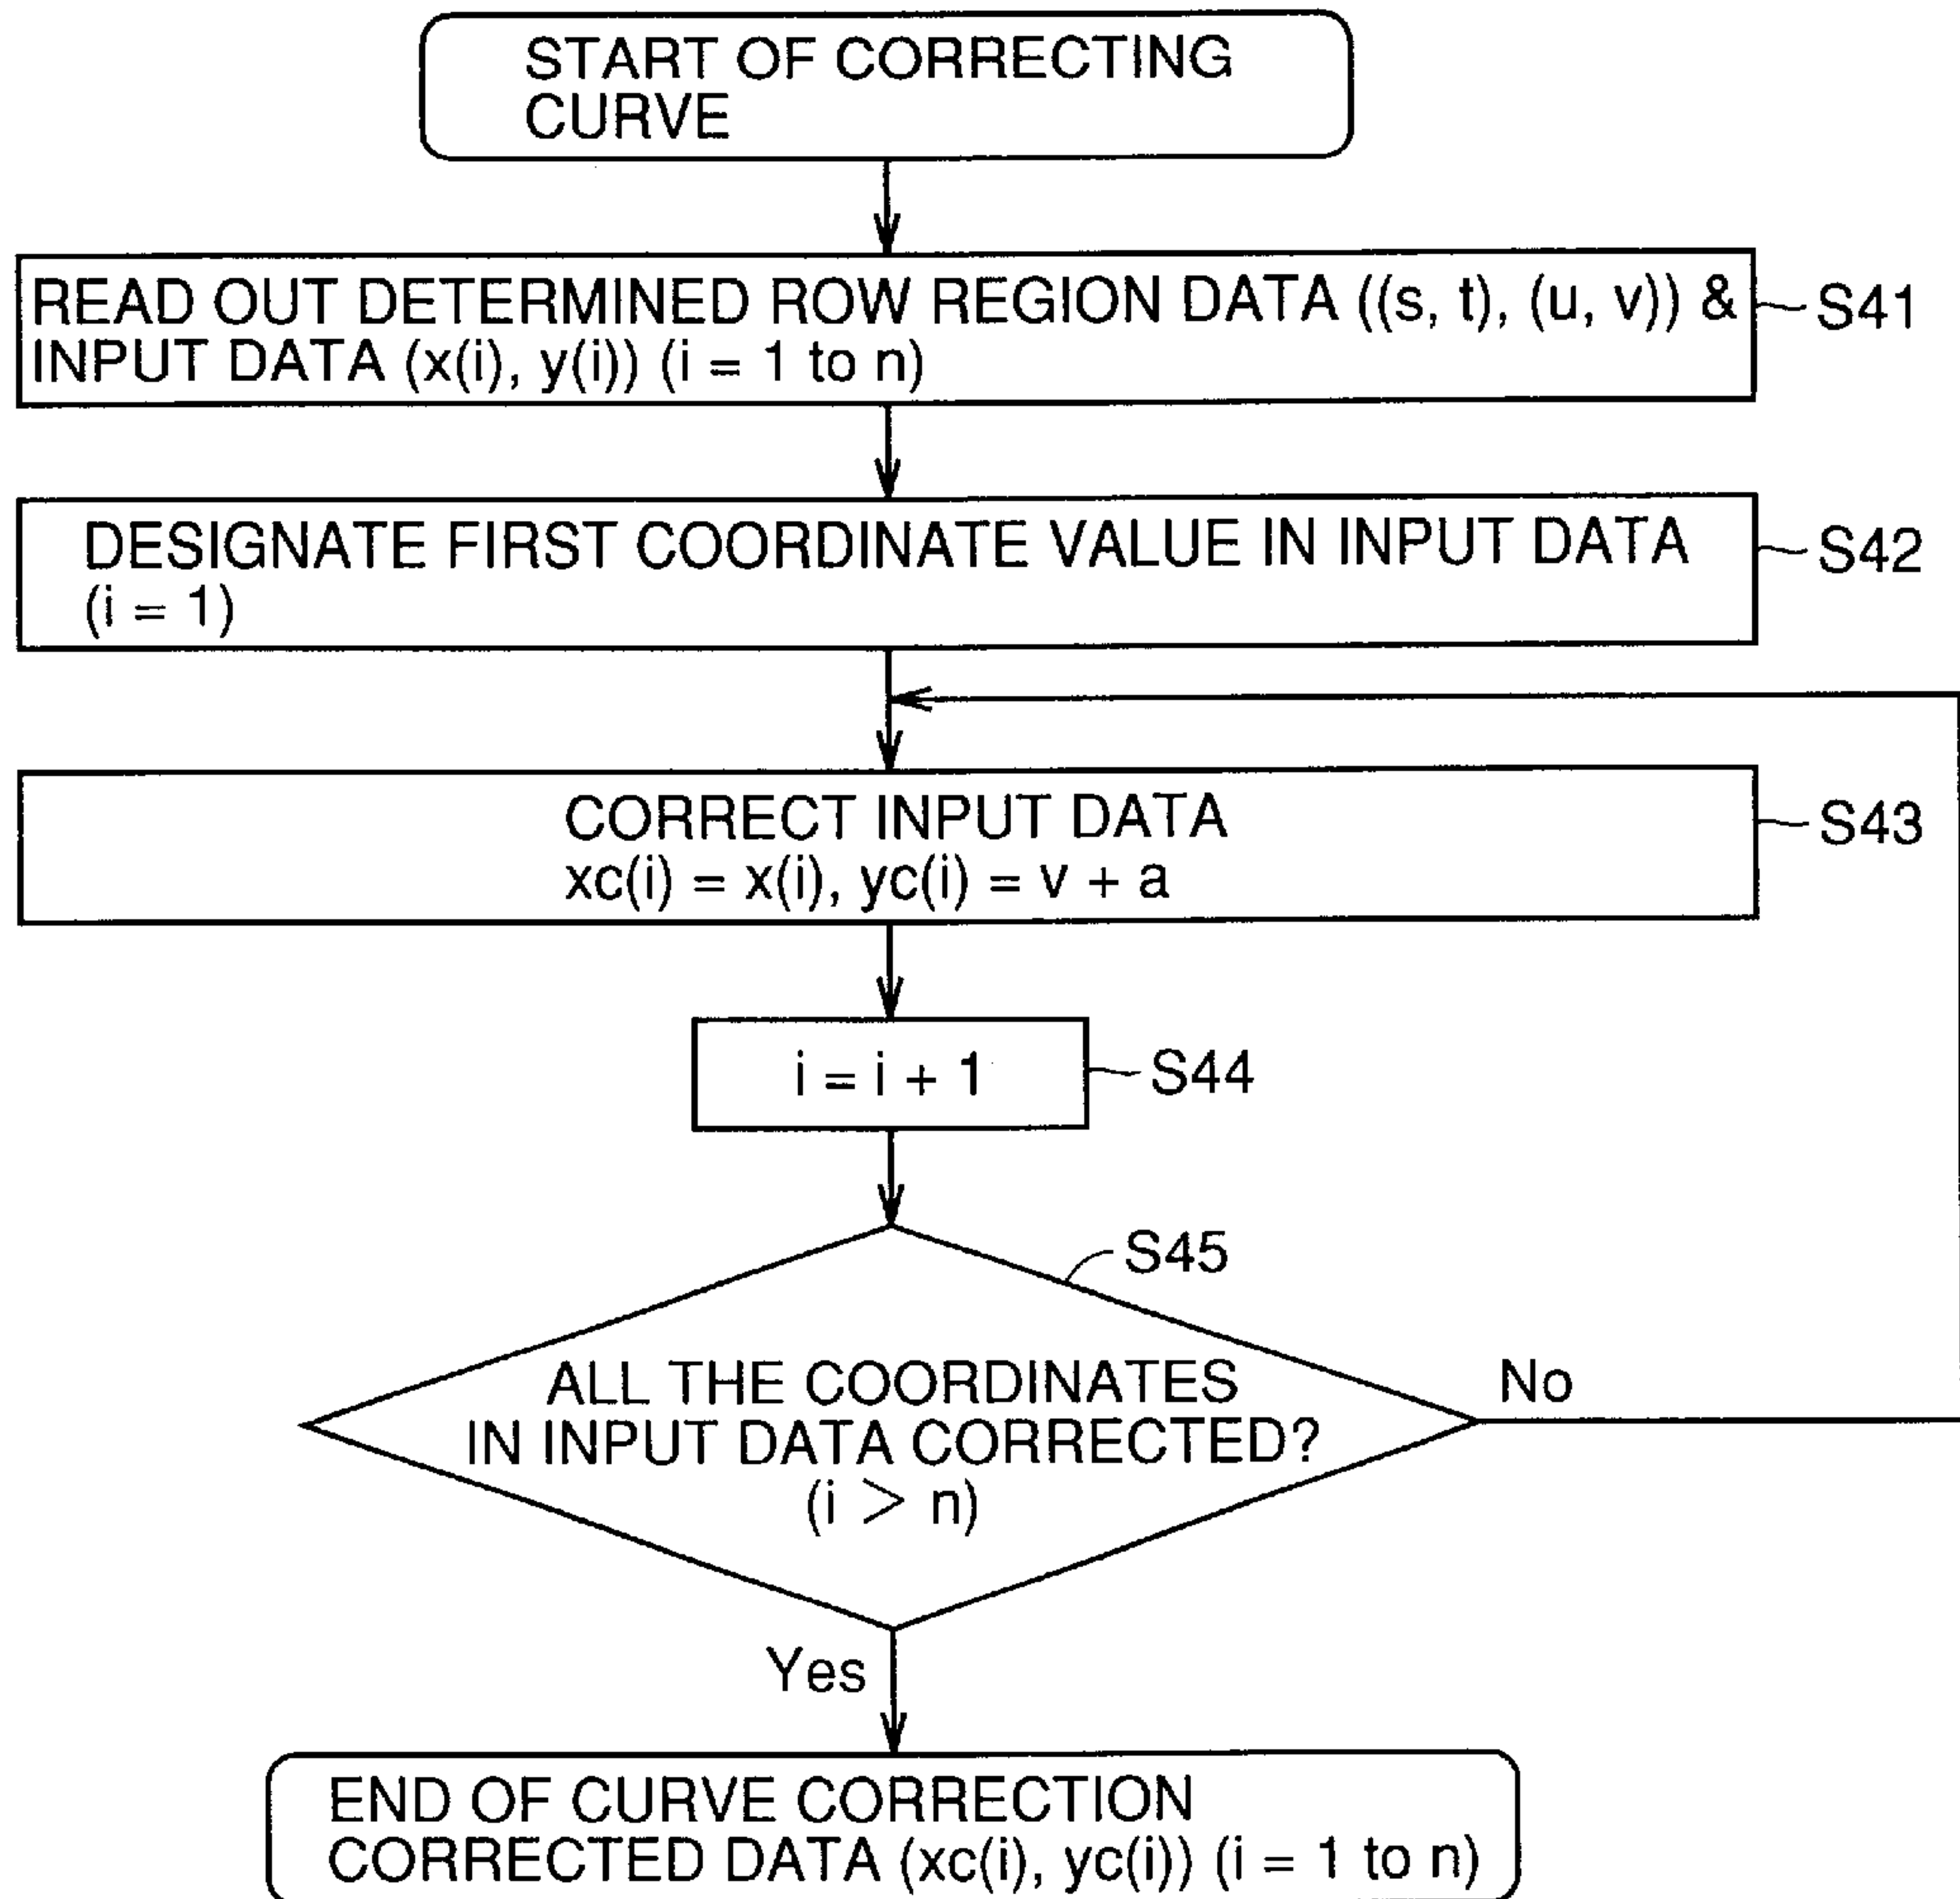 START OF CORRECTING
CURVE
READ OUT DETERMINED ROW REGION DATA ((s, t), (u, v)) &
INPUT DATA (x(i), y(i)) (i = 1 to n)
S41
DESIGNATE FIRST COORDINATE VALUE IN INPUT DATA
(i = 1)
S42
CORRECT INPUT DATA
xc(i) = x(i), yc(i) = v + a
S43
i = i + 1
S44
S45
ALL THE COORDINATES
IN INPUT DATA CORRECTED?
(i > n)
No
Yes
END OF CURVE CORRECTION
CORRECTED DATA (xc(i), yc(i)) (i = 1 to n)